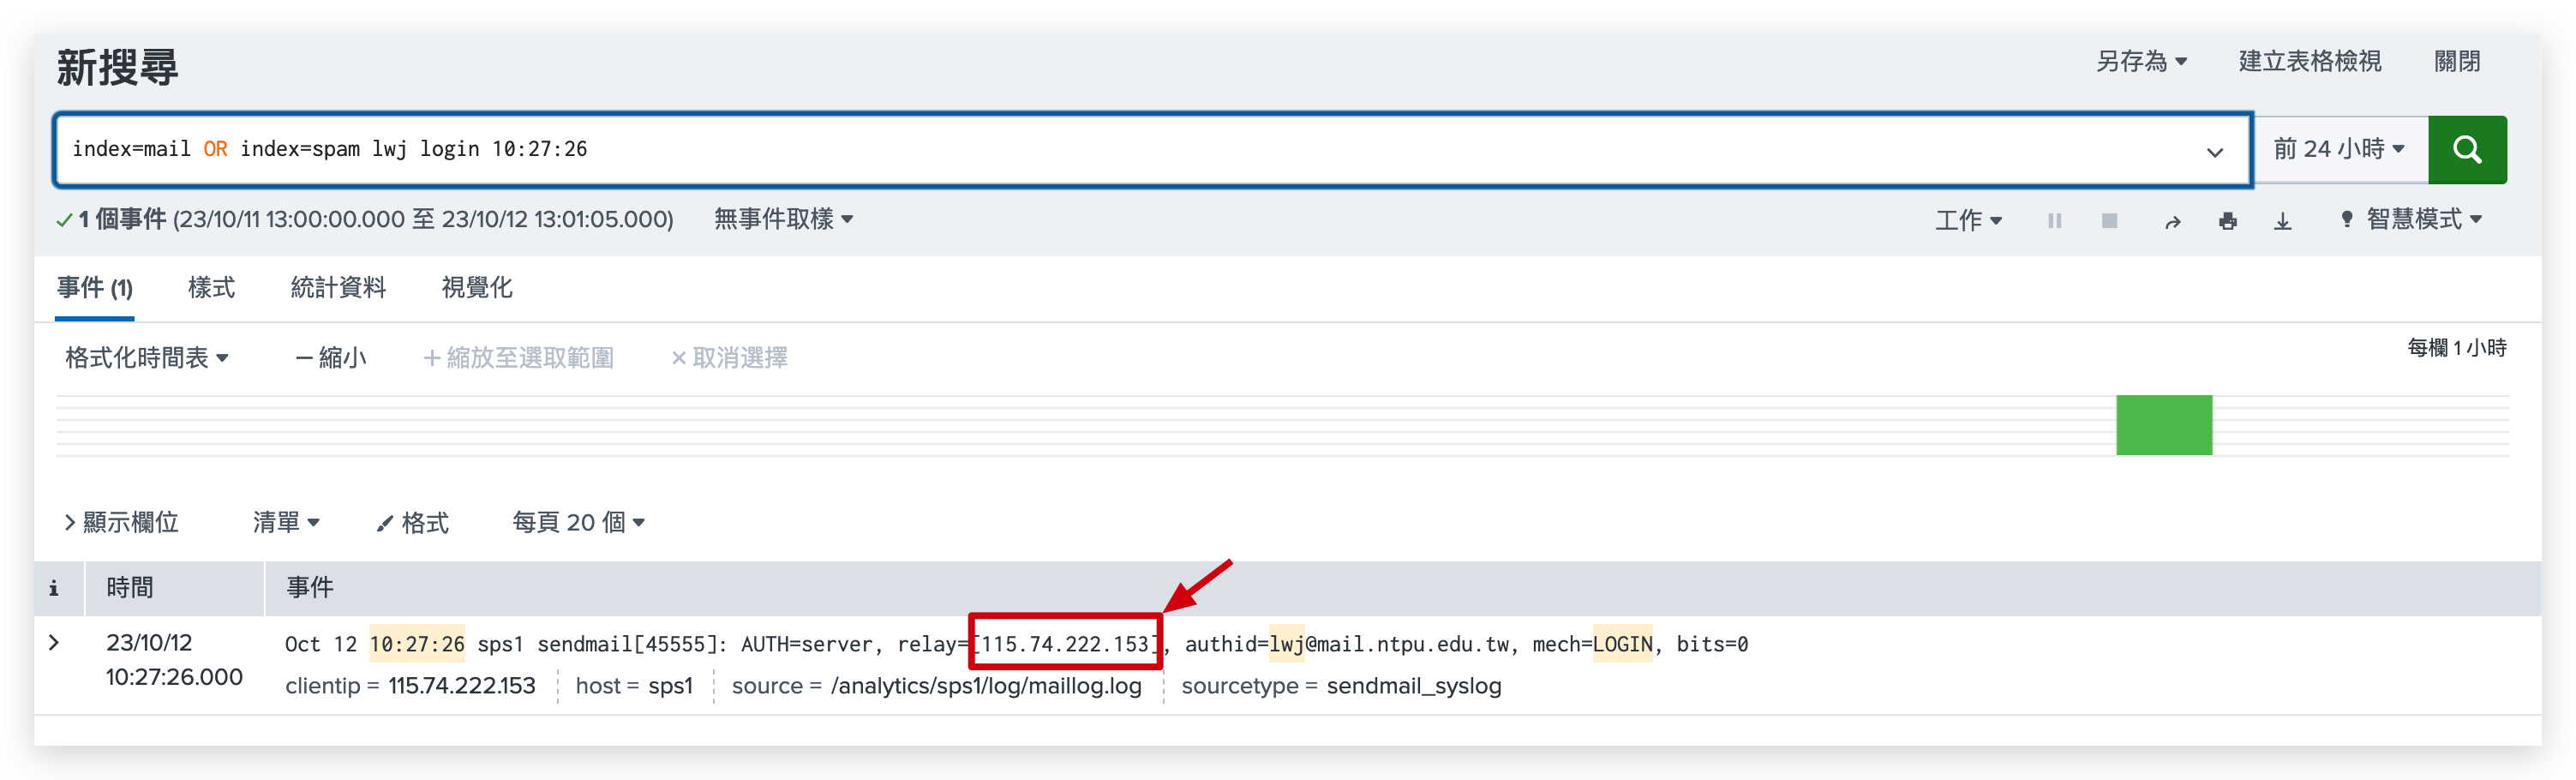 新搜尋
另存為 建立表格檢視 關閉
index=mail OR index=spam lwj login 10:27:26
前 24 小時
1 個事件 (23/10/11 13:00:00.000 至 23/10/12 13:01:05.000) 無事件取樣
工作 智慧模式
事件 (1) 樣式 統計資料 視覺化
格式化時間表 — 縮小 + 縮放至選取範圍 × 取消選擇
每欄 1 小時
> 顯示欄位 清單 格式 每頁 20 個
i 時間 事件
23/10/12
10:27:26.000
Oct 12 10:27:26 sps1 sendmail[45555]: AUTH=server, relay=[115.74.222.153], authid=lwj@mail.ntpu.edu.tw, mech=LOGIN, bits=0
clientip = 115.74.222.153 host = sps1 source = /analytics/sps1/log/maillog.log sourcetype = sendmail_syslog